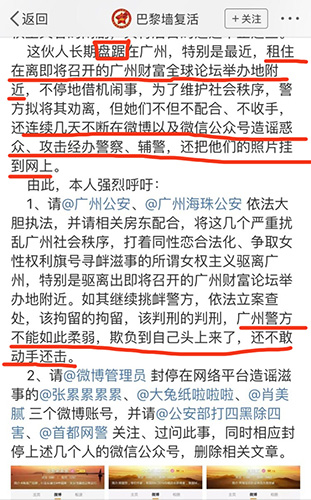 返回
巴黎墙复活
+关注
这伙人长期盘踞在广州，特别是最近，租住
在离即将召开的广州财富全球论坛举办地附
近，不停地借机闹事，为了维护社会秩序，警
方拟将其劝离，但她们不但不配合、不收手，
还连续几天不断在微博以及微信公众号造谣惑
众、攻击经办警察、辅警，还把他们的照片挂
到网上。
由此，本人强烈呼吁：
1、请@广州公安、@广州海珠公安 依法大
胆执法，并请相关房东配合，将这几个严重扰
乱广州社会秩序，打着同性恋合法化、争取女
性权利旗号寻衅滋事的所谓女权主义驱离广
州，特别是驱离出即将召开的广州财富论坛举
办地附近。如其继续挑衅警方，依法立案查
处，该拘留的拘留，该判刑的判刑，广州警方
不能如此柔弱，欺负到自己头上来了，还不敢
动手还击。
2、请@微博管理员 封停在网络平台造谣滋
事的@张累累累累、@大兔纸啦啦啦、@肖美
腻 三个微博账号，并请@公安部打四黑除四
害、@首都网警 关注、过问此事，同时相应封
停上述几个人的微信公众号，删除相关文章。